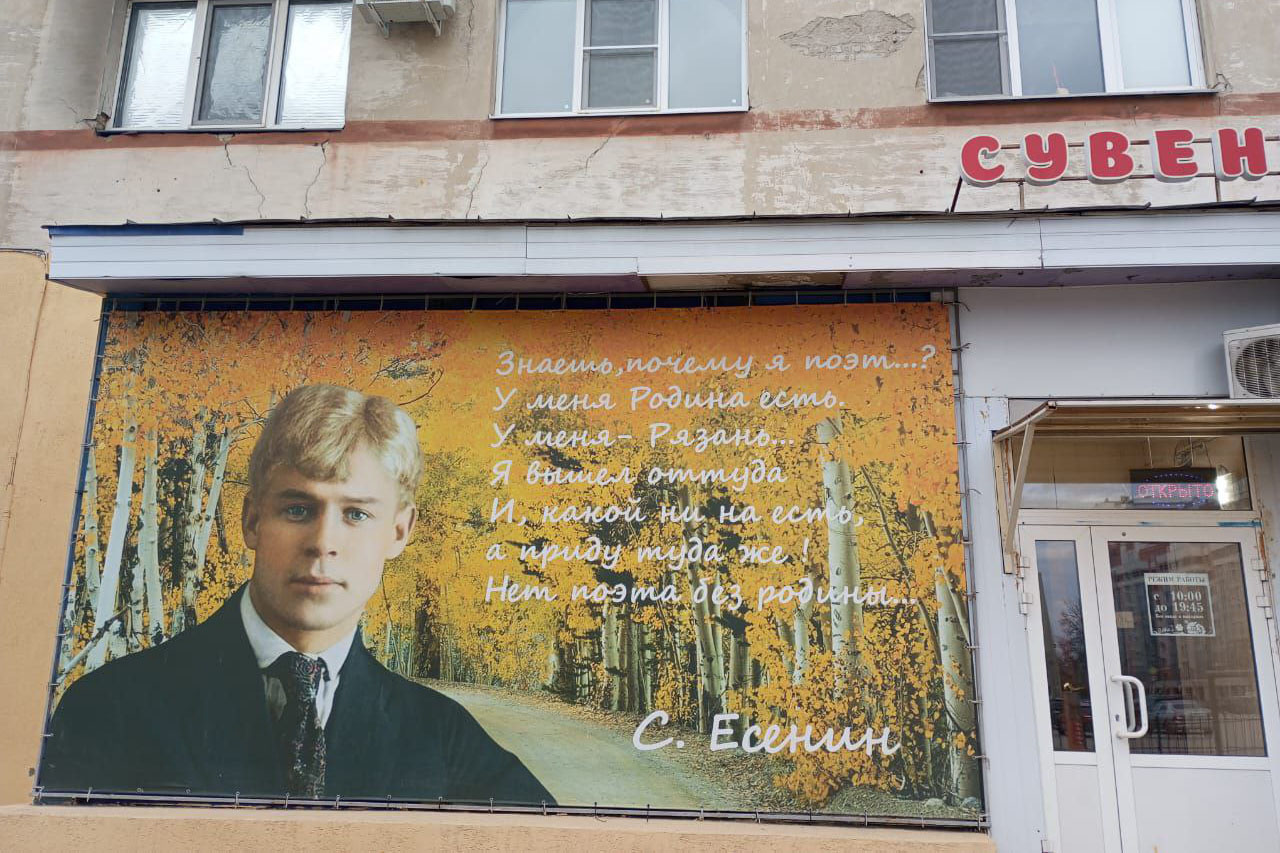 СУВЕН
Знаешь,почему я поэт...?
У меня Родина есть.
У меня- Рязань...
Я вышел оттуда
И, какой ни на есть,
а приду туда же !
Нет поэта без родины...
С. Есенин
ОТКРЫТО
РЕЖИМ РАБОТЫ
с 10:00
до 19:45